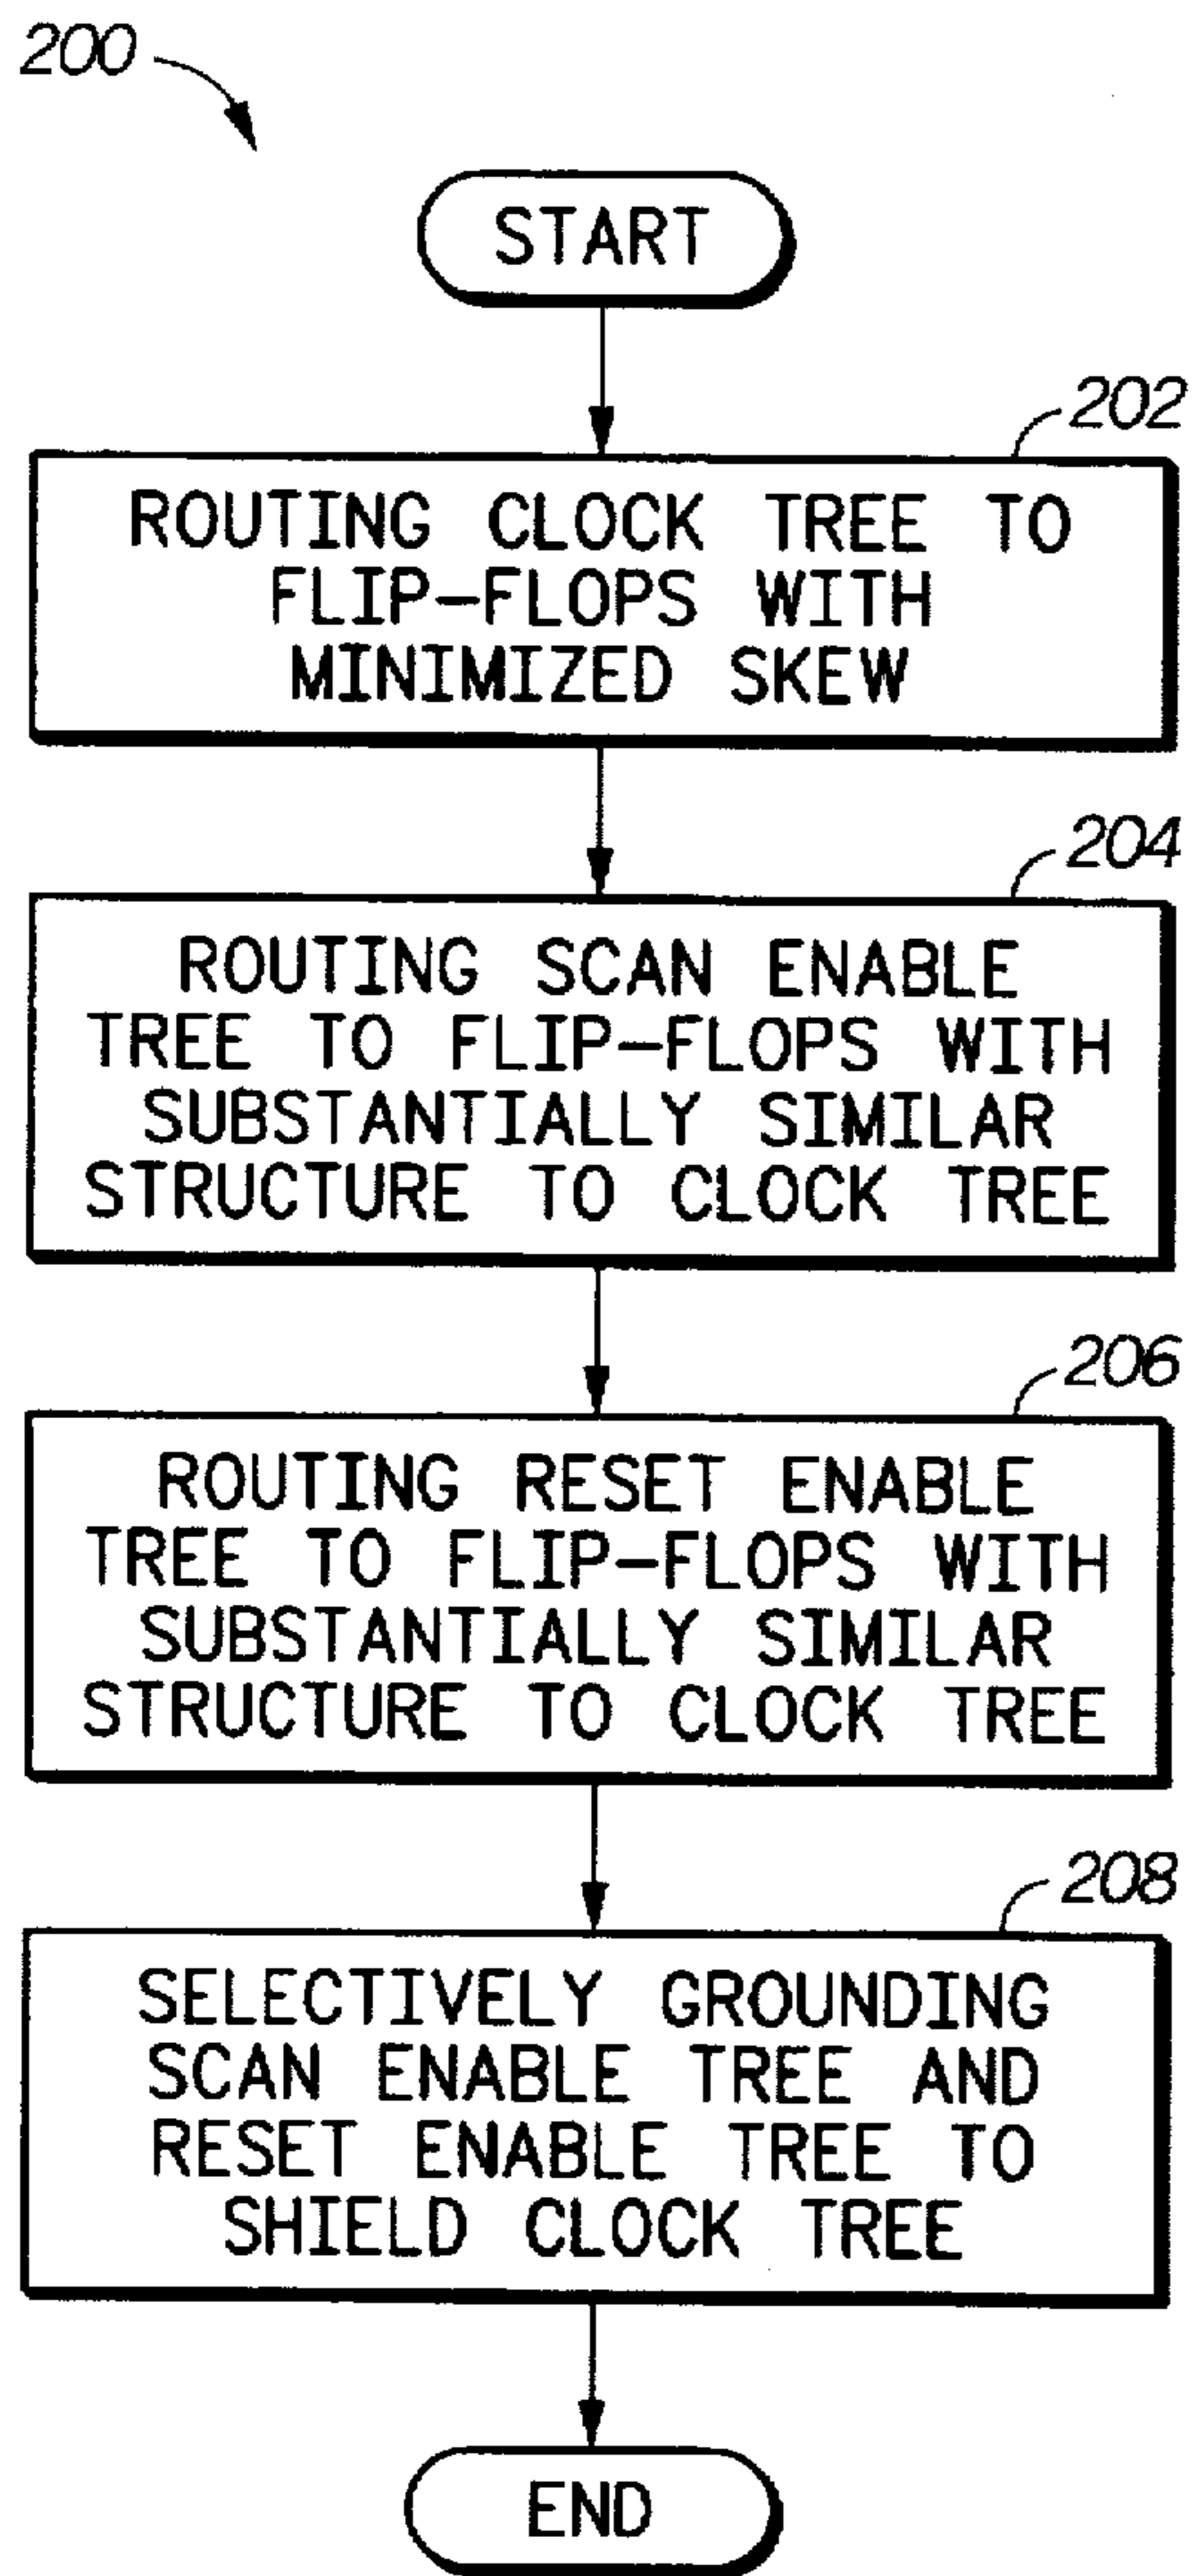 200
START
202
ROUTING CLOCK TREE TO
FLIP-FLOPS WITH
MINIMIZED SKEW
204
ROUTING SCAN ENABLE
TREE TO FLIP-FLOPS WITH
SUBSTANTIALLY SIMILAR
STRUCTURE TO CLOCK TREE
206
ROUTING RESET ENABLE
TREE TO FLIP-FLOPS WITH
SUBSTANTIALLY SIMILAR
STRUCTURE TO CLOCK TREE
208
SELECTIVELY GROUNDING
SCAN ENABLE TREE AND
RESET ENABLE TREE TO
SHIELD CLOCK TREE
END